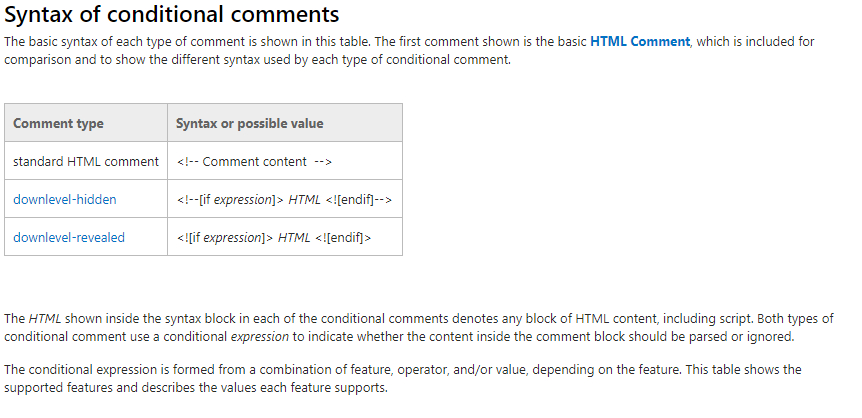 Syntax of conditional comments
The basic syntax of each type of comment is shown in this table. The first comment shown is the basic HTML Comment, which is included for
comparison and to show the different syntax used by each type of conditional comment.
Comment type Syntax or possible value
standard HTML comment <!-- Comment content  -->
downlevel-hidden <!--[if expression]> HTML <![endif]-->
downlevel-revealed <![if expression]> HTML <![endif]>
The HTML shown inside the syntax block in each of the conditional comments denotes any block of HTML content, including script. Both types of
conditional comment use a conditional expression to indicate whether the content inside the comment block should be parsed or ignored.
The conditional expression is formed from a combination of feature, operator, and/or value, depending on the feature. This table shows the
supported features and describes the values each feature supports.